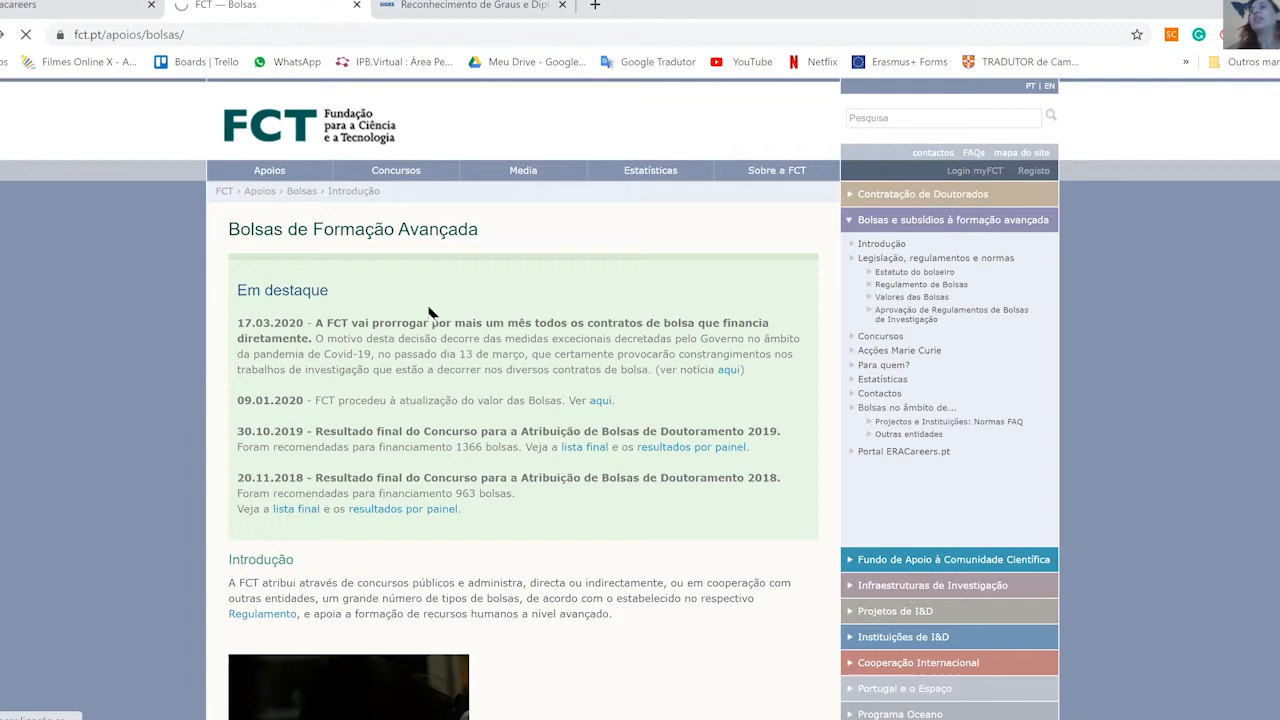 acareers
FCT — Bolsas
Reconhecimento de Graus e Dipl
fct.pt/apoios/bolsas/
Filmes Online X - A...
Boards | Trello
WhatsApp
IPB.Virtual : Área Pe...
Meu Drive - Google...
Google Tradutor
YouTube
Netflix
Erasmus+ Forms
TRADUTOR de Cam...
»
Outros mar
PT | EN
FCT Fundação
para a Ciência
e a Tecnologia
Pesquisa
contactos FAQs mapa do site
Apoios
Concursos
Media
Estatísticas
Sobre a FCT
Login myFCT Registo
FCT › Apoios › Bolsas › Introdução
Bolsas de Formação Avançada
Em destaque
17.03.2020 - A FCT vai prorrogar por mais um mês todos os contratos de bolsa que financia
diretamente. O motivo desta decisão decorre das medidas excecionais decretadas pelo Governo no âmbito
da pandemia de Covid-19, no passado dia 13 de março, que certamente provocarão constrangimentos nos
trabalhos de investigação que estão a decorrer nos diversos contratos de bolsa. (ver notícia aqui)
09.01.2020 - FCT procedeu à atualização do valor das Bolsas. Ver aqui.
30.10.2019 - Resultado final do Concurso para a Atribuição de Bolsas de Doutoramento 2019.
Foram recomendadas para financiamento 1366 bolsas. Veja a lista final e os resultados por painel.
20.11.2018 - Resultado final do Concurso para a Atribuição de Bolsas de Doutoramento 2018.
Foram recomendadas para financiamento 963 bolsas.
Veja a lista final e os resultados por painel.
Introdução
A FCT atribui através de concursos públicos e administra, directa ou indirectamente, ou em cooperação com
outras entidades, um grande número de tipos de bolsas, de acordo com o estabelecido no respectivo
Regulamento, e apoia a formação de recursos humanos a nível avançado.
Contratação de Doutorados
Bolsas e subsídios à formação avançada
Introdução
Legislação, regulamentos e normas
Estatuto do bolseiro
Regulamento de Bolsas
Valores das Bolsas
Aprovação de Regulamentos de Bolsas
de Investigação
Concursos
Acções Marie Curie
Para quem?
Estatísticas
Contactos
Bolsas no âmbito de...
Projectos e Instituições: Normas FAQ
Outras entidades
Portal ERACareers.pt
Fundo de Apoio à Comunidade Científica
Infraestruturas de Investigação
Projetos de I&D
Instituições de I&D
Cooperação Internacional
Portugal e o Espaço
Programa Oceano